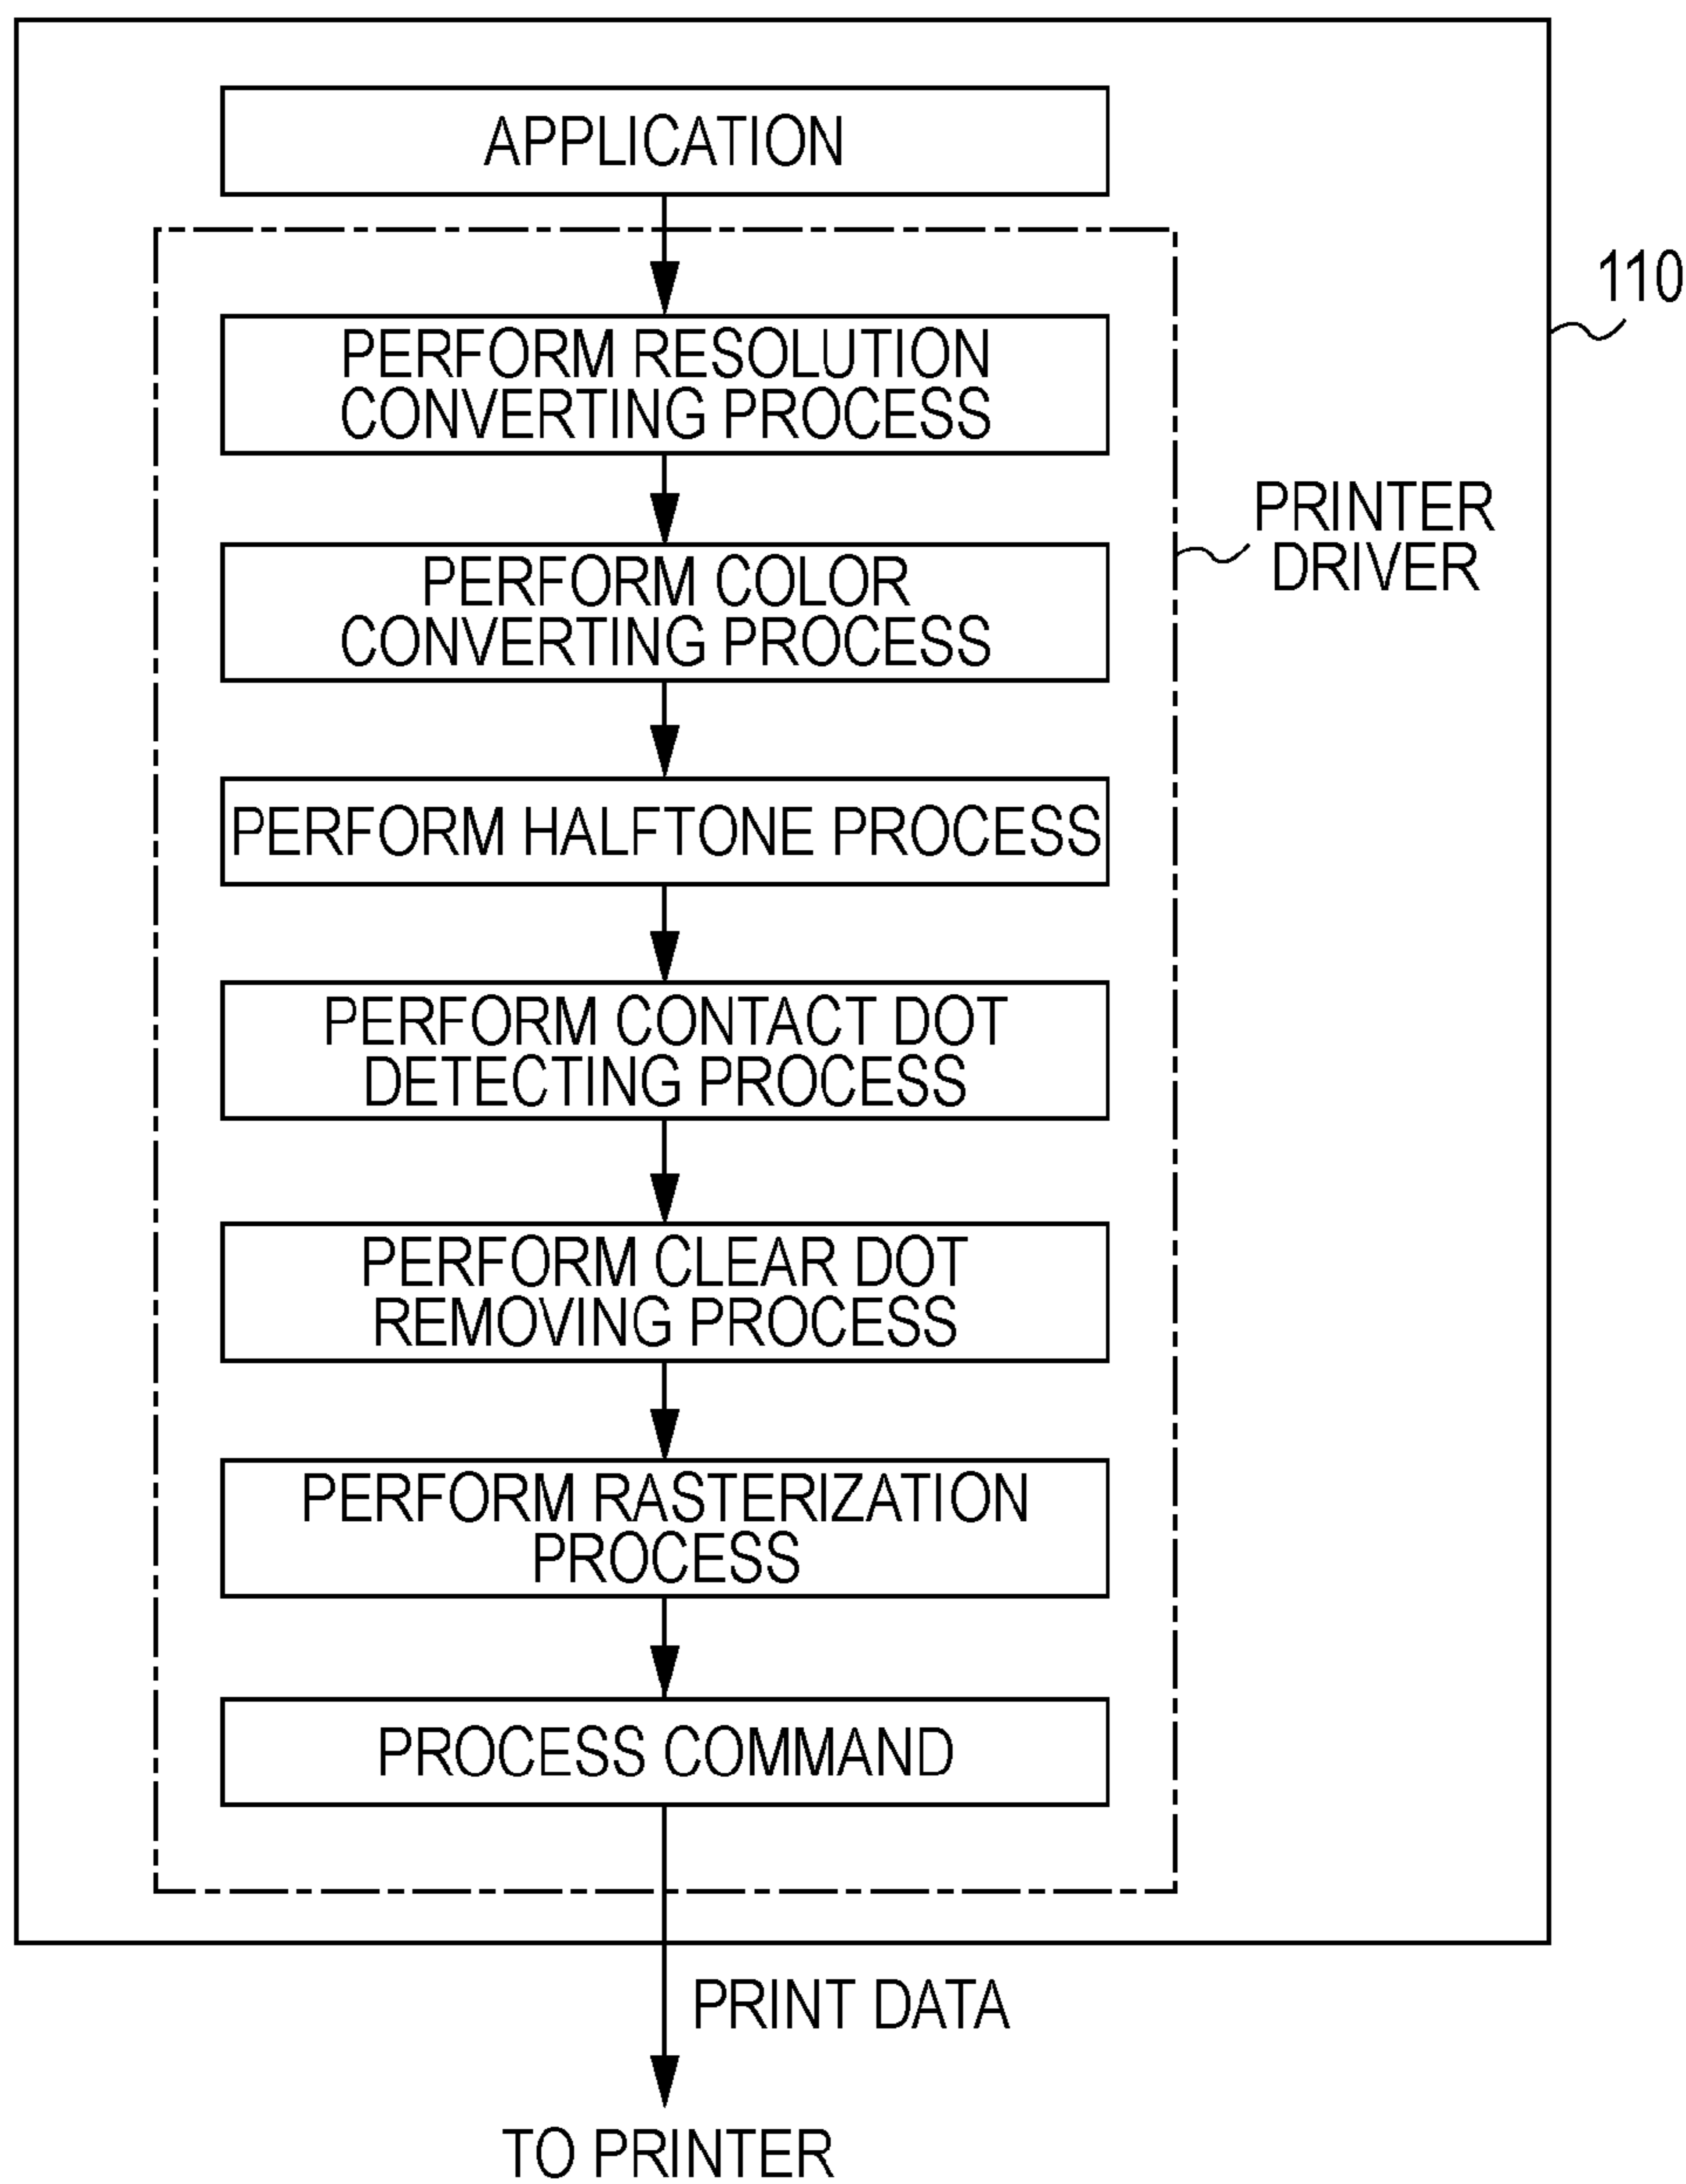 APPLICATION
110
PERFORM RESOLUTION
CONVERTING PROCESS
PRINTER
DRIVER
PERFORM COLOR
CONVERTING PROCESS
PERFORM HALFTONE PROCESS
PERFORM CONTACT DOT
DETECTING PROCESS
PERFORM CLEAR DOT
REMOVING PROCESS
PERFORM RASTERIZATION
PROCESS
PROCESS COMMAND
PRINT DATA
TO PRINTER